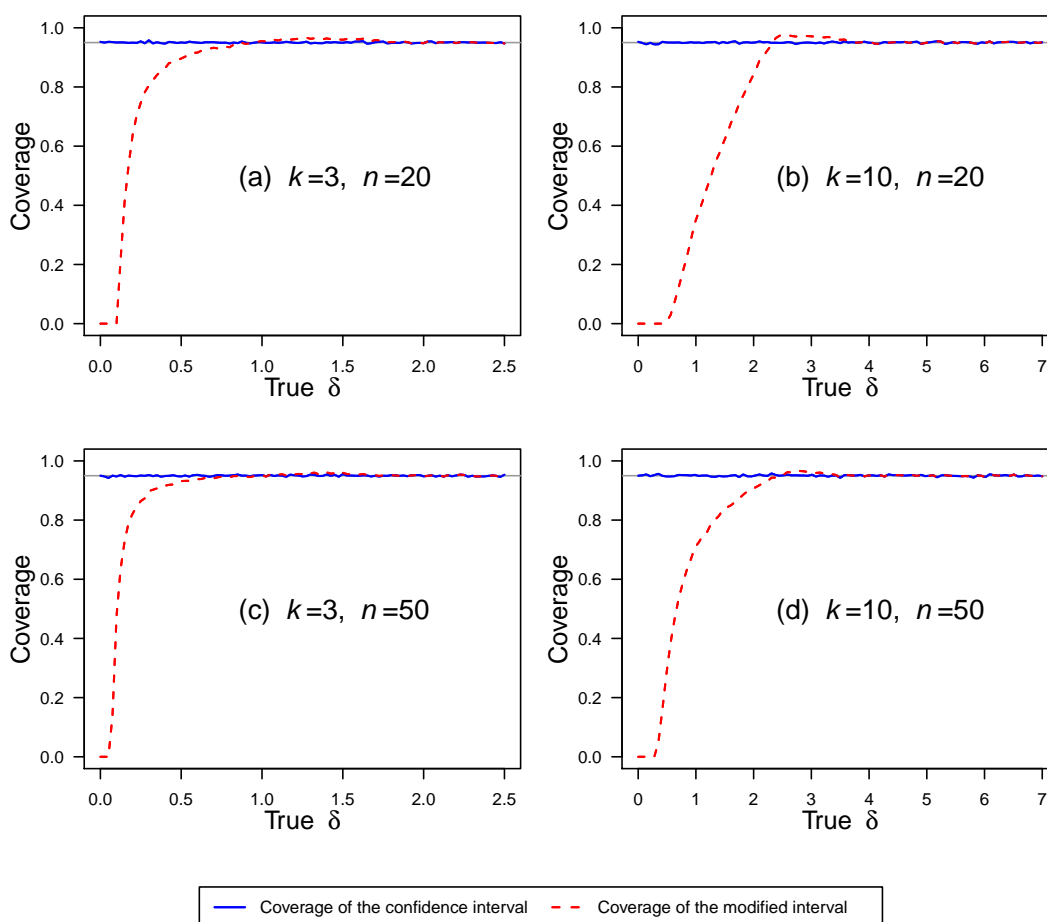 1.0
0.8
0.6
0.4
0.2
0.0
Coverage
(a) k=3, n=20
0.0 0.5 1.0 1.5 2.0 2.5
True δ
1.0
0.8
0.6
0.4
0.2
0.0
Coverage
(b) k=10, n=20
0 1 2 3 4 5 6 7
True δ
1.0
0.8
0.6
0.4
0.2
0.0
Coverage
(c) k=3, n=50
0.0 0.5 1.0 1.5 2.0 2.5
True δ
1.0
0.8
0.6
0.4
0.2
0.0
Coverage
(d) k=10, n=50
0 1 2 3 4 5 6 7
True δ
Coverage of the confidence interval Coverage of the modified interval